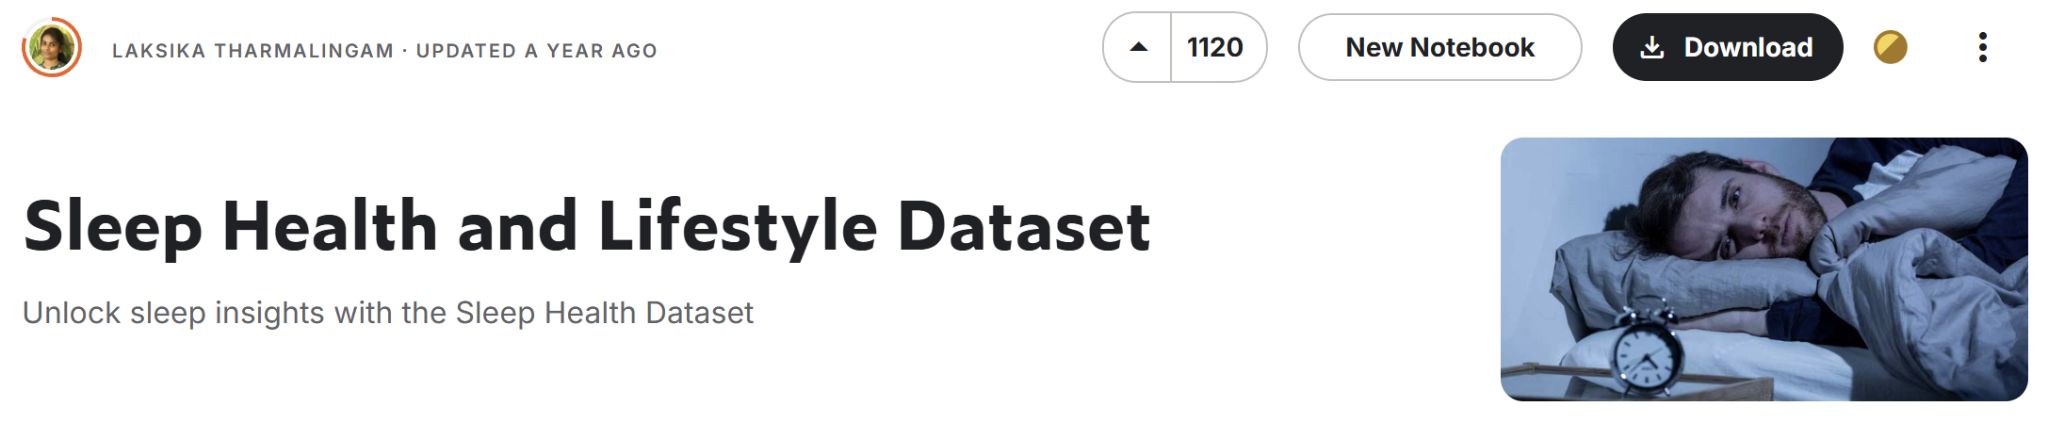 LAKSIKA THARMALINGAM · UPDATED A YEAR AGO
1120
New Notebook
Download
Sleep Health and Lifestyle Dataset
Unlock sleep insights with the Sleep Health Dataset